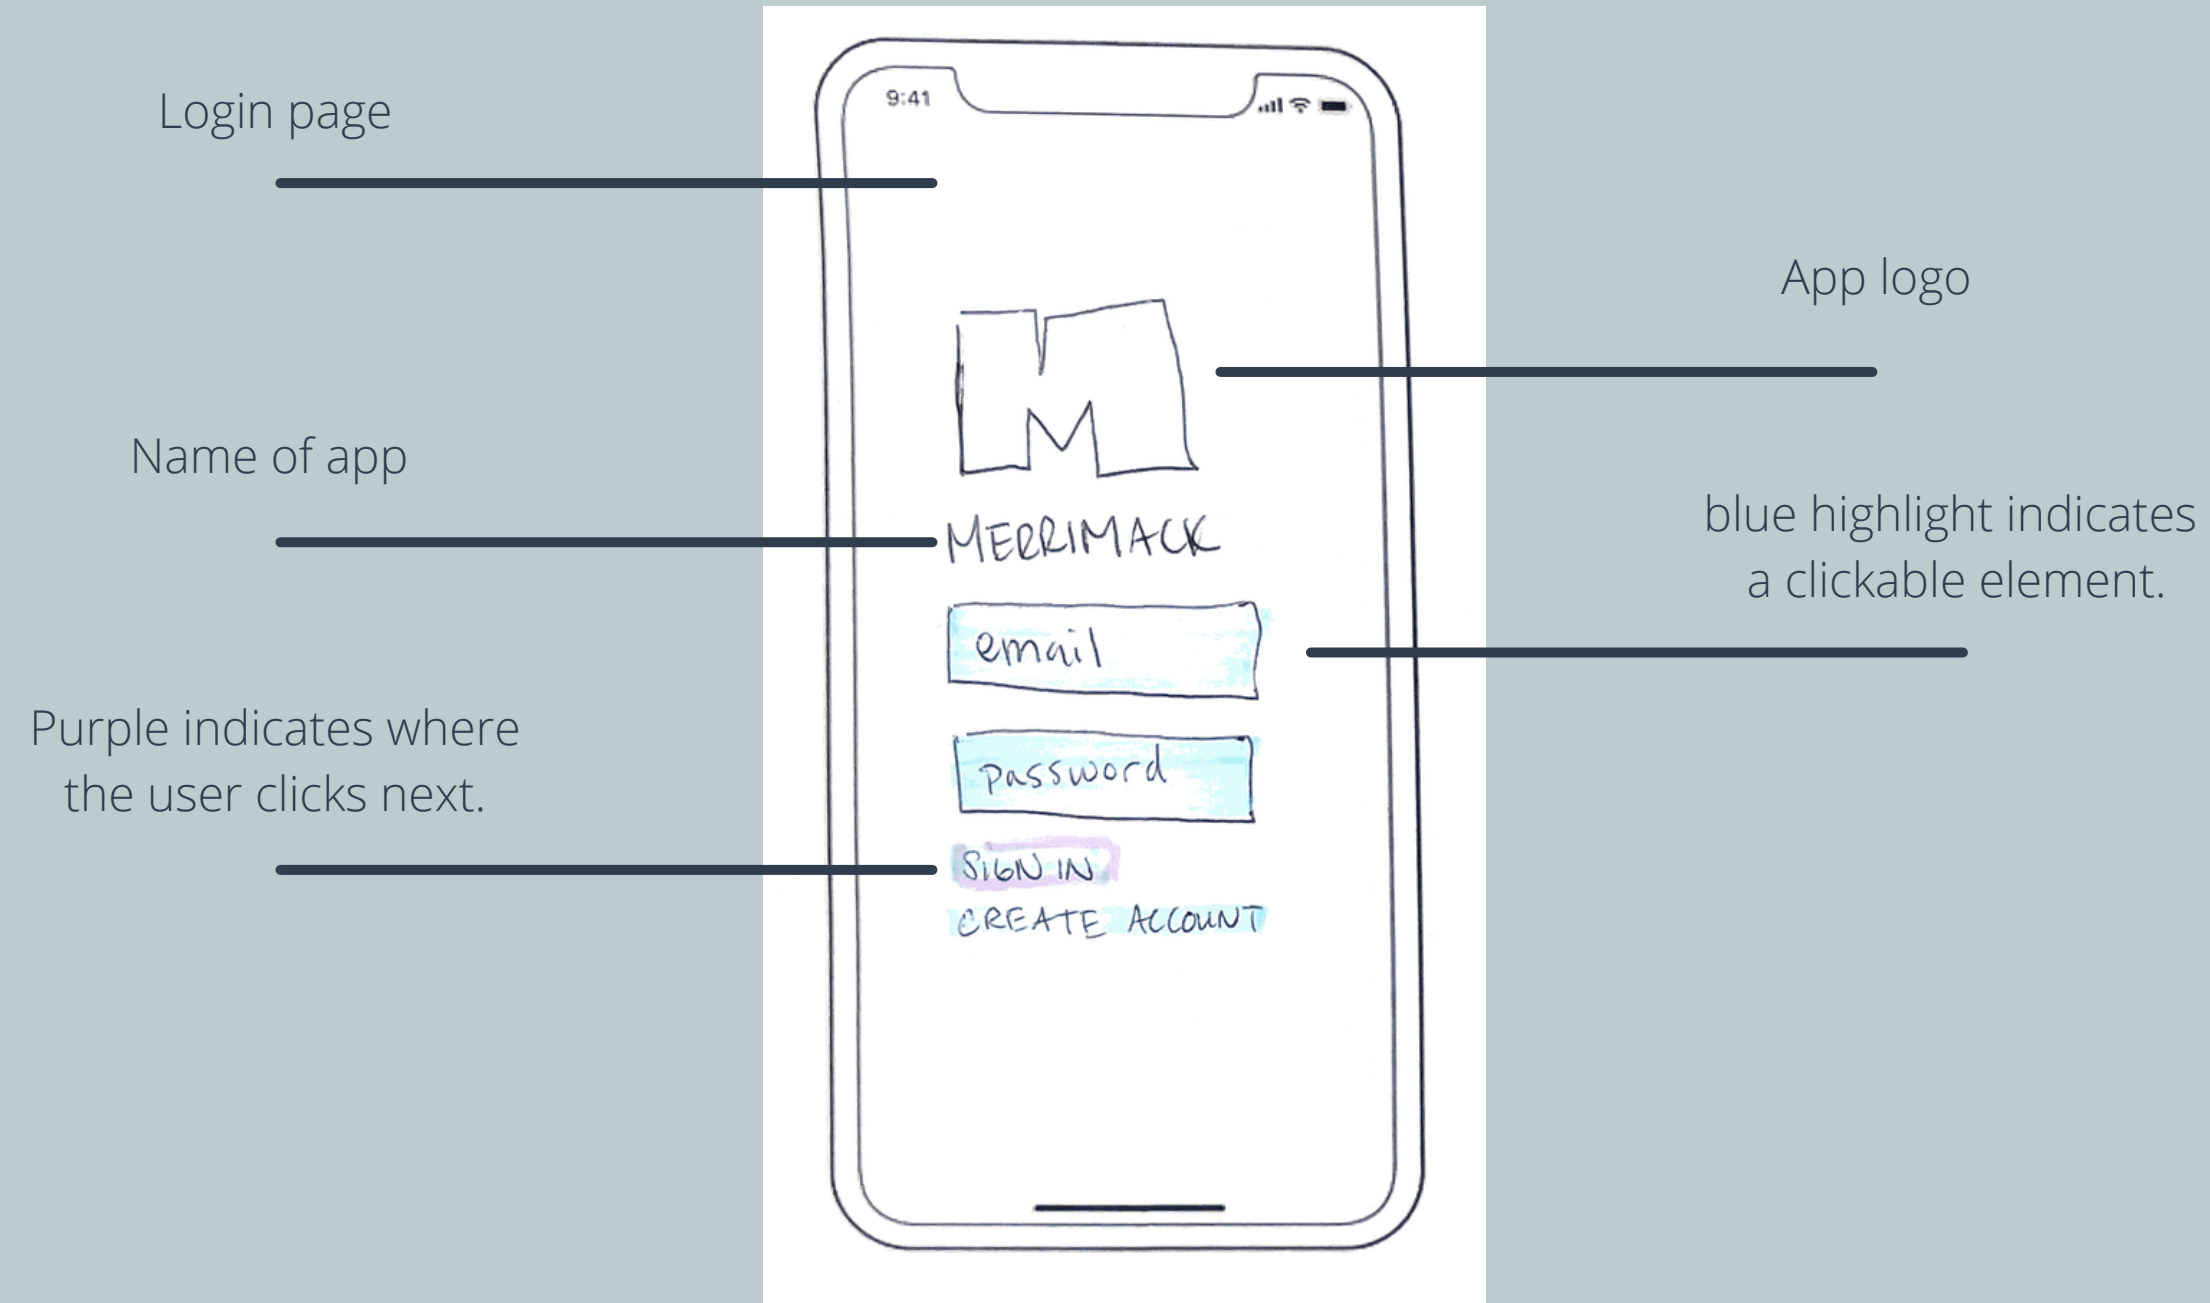 Login page
9:41
App logo
M
Name of app
MERRIMACK
blue highlight indicates
a clickable element.
email
Purple indicates where
the user clicks next.
password
SIGN IN
CREATE ACCOUNT